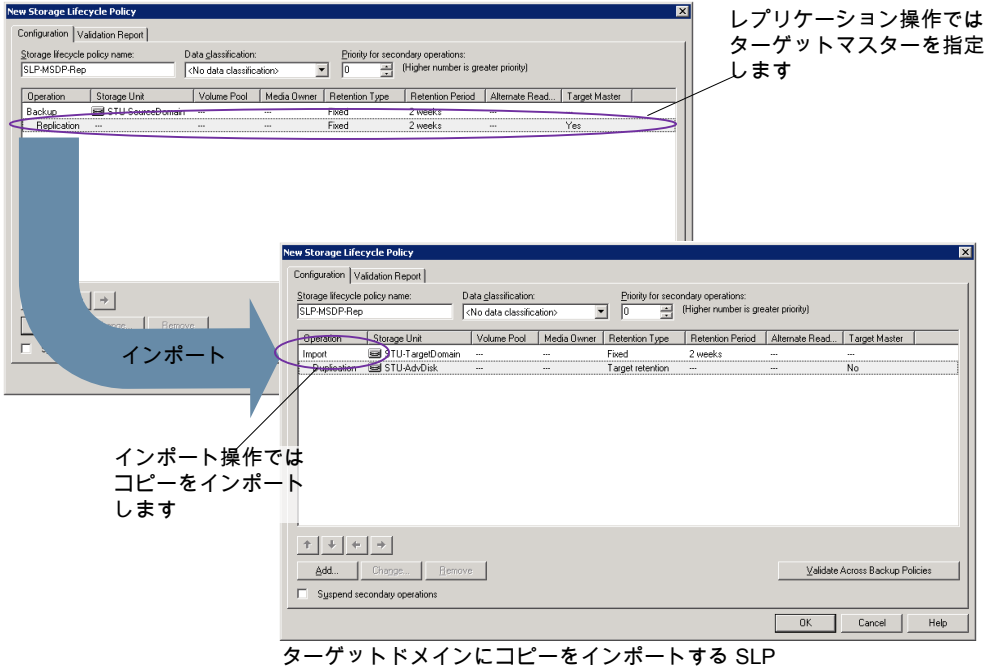 New Storage Lifecycle Policy
レプリケーション操作では
ターゲットマスターを指定
します
Configuration Validation Report
Storage lifecycle policy name: Data classification: Priority for secondary operations:
SLP-MSDP-Rep <No data classification> 0 (Higher number is greater priority)
Operation Storage Unit Volume Pool Media Owner Retention Type Retention Period Alternate Read... Target Master
Backup STU-SourceDomain --- --- Fixed 2 weeks ---
Replication --- --- --- Fixed 2 weeks --- Yes
Remove
インポート
New Storage Lifecycle Policy
Configuration Validation Report
Storage lifecycle policy name: Data classification: Priority for secondary operations:
SLP-MSDP-Rep <No data classification> 0 (Higher number is greater priority)
Operation Storage Unit Volume Pool Media Owner Retention Type Retention Period Alternate Read... Target Master
Import STU-TargetDomain --- --- Fixed 2 weeks --- ---
Duplication STU-AdvDisk --- --- Target retention --- --- No
インポート操作では
コピーをインポート
します
Add... Change... Remove Validate Across Backup Policies
Suspend secondary operations
OK Cancel Help
ターゲットドメインにコピーをインポートする SLP